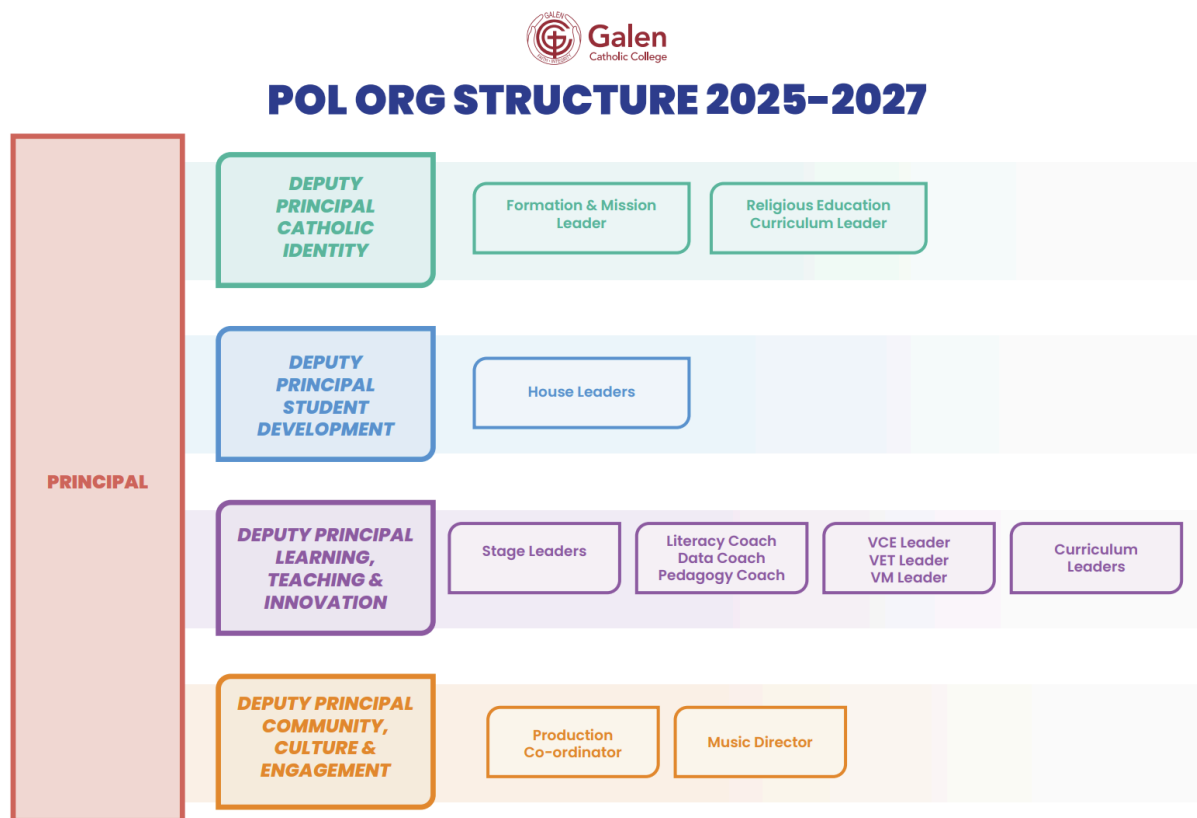 GALEN
Galen
Catholic College
POL ORG STRUCTURE 2025-2027
PRINCIPAL
DEPUTY
PRINCIPAL
CATHOLIC
IDENTITY
Formation & Mission
Leader
Religious Education
Curriculum Leader
DEPUTY
PRINCIPAL
STUDENT
DEVELOPMENT
House Leaders
DEPUTY PRINCIPAL
LEARNING,
TEACHING &
INNOVATION
Stage Leaders
Literacy Coach
Data Coach
Pedagogy Coach
VCE Leader
VET Leader
VM Leader
Curriculum
Leaders
DEPUTY PRINCIPAL
COMMUNITY,
CULTURE &
ENGAGEMENT
Production
Co-ordinator
Music Director